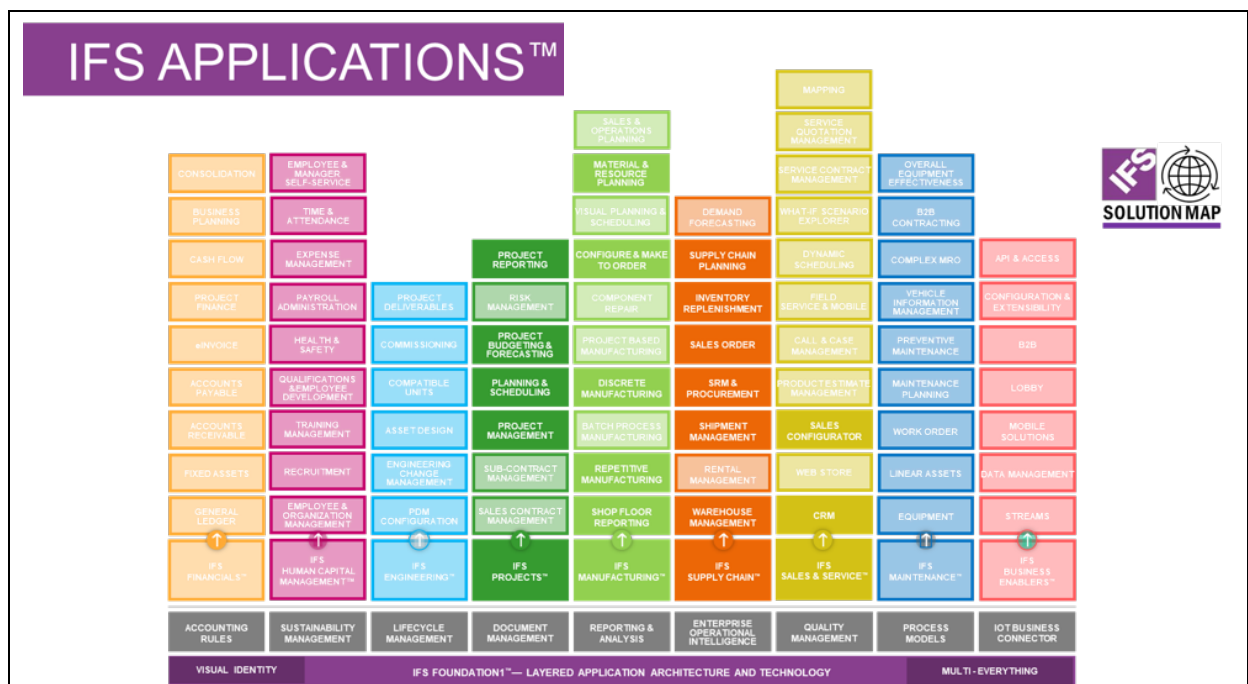 IFS APPLICATIONS™
IFS
SOLUTION MAP
CONSOLIDATION
BUSINESS
PLANNING
CASH FLOW
PROJECT
FINANCE
eINVOICE
ACCOUNTS
PAYABLE
ACCOUNTS
RECEIVABLE
FIXED ASSETS
GENERAL
LEDGER
IFS
FINANCIALS™
EMPLOYEE &
MANAGER
SELF-SERVICE
TIME &
ATTENDANCE
EXPENSE
MANAGEMENT
PAYROLL
ADMINISTRATION
HEALTH &
SAFETY
QUALIFICATIONS
&EMPLOYEE
DEVELOPMENT
TRAINING
MANAGEMENT
RECRUITMENT
EMPLOYEE &
ORGANIZATION
MANAGEMENT
IFS
HUMAN CAPITAL
MANAGEMENT™
PROJECT
DELIVERABLES
COMMISSIONING
COMPATIBLE
UNITS
ASSET DESIGN
ENGINEERING
CHANGE
MANAGEMENT
PDM
CONFIGURATION
IFS
ENGINEERING™
PROJECT
REPORTING
RISK
MANAGEMENT
PROJECT
BUDGETING &
FORECASTING
PLANNING &
SCHEDULING
PROJECT
MANAGEMENT
SUB-CONTRACT
MANAGEMENT
SALES CONTRACT
MANAGEMENT
IFS
PROJECTS™
SALES &
OPERATIONS
PLANNING
MATERIAL &
RESOURCE
PLANNING
VISUAL PLANNING &
SCHEDULING
CONFIGURE & MAKE
TO ORDER
COMPONENT
REPAIR
PROJECT BASED
MANUFACTURING
DISCRETE
MANUFACTURING
BATCH PROCESS
MANUFACTURING
REPETITIVE
MANUFACTURING
SHOP FLOOR
REPORTING
IFS
MANUFACTURING™
DEMAND
FORECASTING
SUPPLY CHAIN
PLANNING
INVENTORY
REPLENISHMENT
SALES ORDER
SRM &
PROCUREMENT
SHIPMENT
MANAGEMENT
RENTAL
MANAGEMENT
WAREHOUSE
MANAGEMENT
IFS
SUPPLY CHAIN™
MAPPING
SERVICE
QUOTATION
MANAGEMENT
SERVICE CONTRACT
MANAGEMENT
WHAT-IF SCENARIO
EXPLORER
DYNAMIC
SCHEDULING
FIELD
SERVICE & MOBILE
CALL & CASE
MANAGEMENT
PRODUCT ESTIMATE
MANAGEMENT
SALES
CONFIGURATOR
WEB STORE
CRM
IFS
SALES & SERVICE™
OVERALL
EQUIPMENT
EFFECTIVENESS
B2B
CONTRACTING
COMPLEX MRO
VEHICLE
INFORMATION
MANAGEMENT
PREVENTIVE
MAINTENANCE
MAINTENANCE
PLANNING
WORK ORDER
LINEAR ASSETS
EQUIPMENT
IFS
MAINTENANCE™
API & ACCESS
CONFIGURATION &
EXTENSIBILITY
B2B
LOBBY
MOBILE
SOLUTIONS
DATA MANAGEMENT
STREAMS
IFS
BUSINESS
ENABLERS™
ACCOUNTING
RULES
SUSTAINABILITY
MANAGEMENT
LIFECYCLE
MANAGEMENT
DOCUMENT
MANAGEMENT
REPORTING &
ANALYSIS
ENTERPRISE
OPERATIONAL
INTELLIGENCE
QUALITY
MANAGEMENT
PROCESS
MODELS
IOT BUSINESS
CONNECTOR
VISUAL IDENTITY
IFS FOUNDATION1™— LAYERED APPLICATION ARCHITECTURE AND TECHNOLOGY
MULTI-EVERYTHING